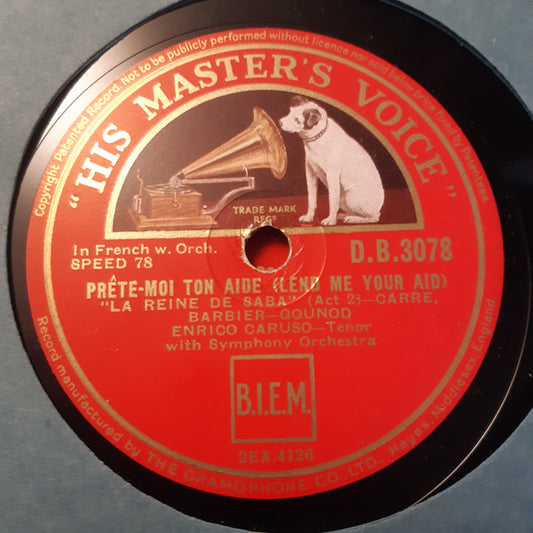 Copyright Patented Record. Not to be publicly performed without licence nor sold below price fixed by Patentees.
"HIS MASTER'S VOICE"
TRADE MARK
REGD
In French w. Orch.
SPEED 78
D.B.3078
PRÊTE-MOI TON AIDE (LEND ME YOUR AID)
"LA REINE DE SABA" (Act 2)—CARRE,
BARBIER—GOUNOD
ENRICO CARUSO—Tenor
with Symphony Orchestra
B.I.E.M.
2EA.4126
Record manufactured by THE GRAMOPHONE CO., LTD., Hayes, Middlesex, England.